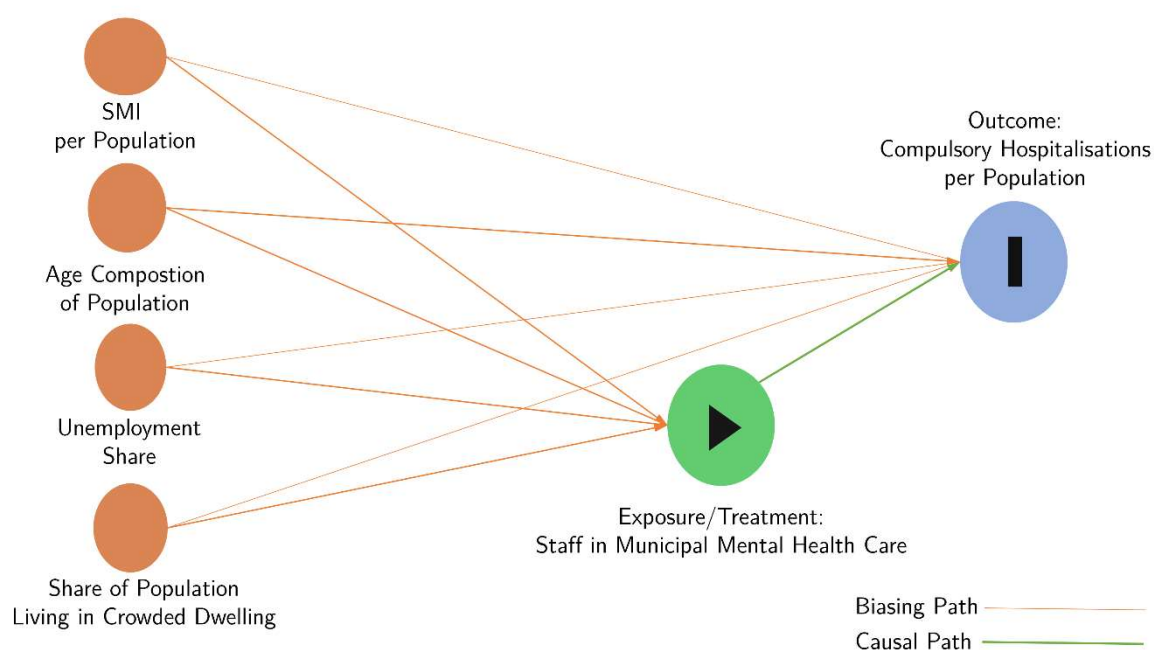 SMI
per Population
Age Compostion
of Population
Unemployment
Share
Share of Population
Living in Crowded Dwelling
Outcome:
Compulsory Hospitalisations
per Population
Exposure/Treatment:
Staff in Municipal Mental Health Care
Biasing Path
Causal Path